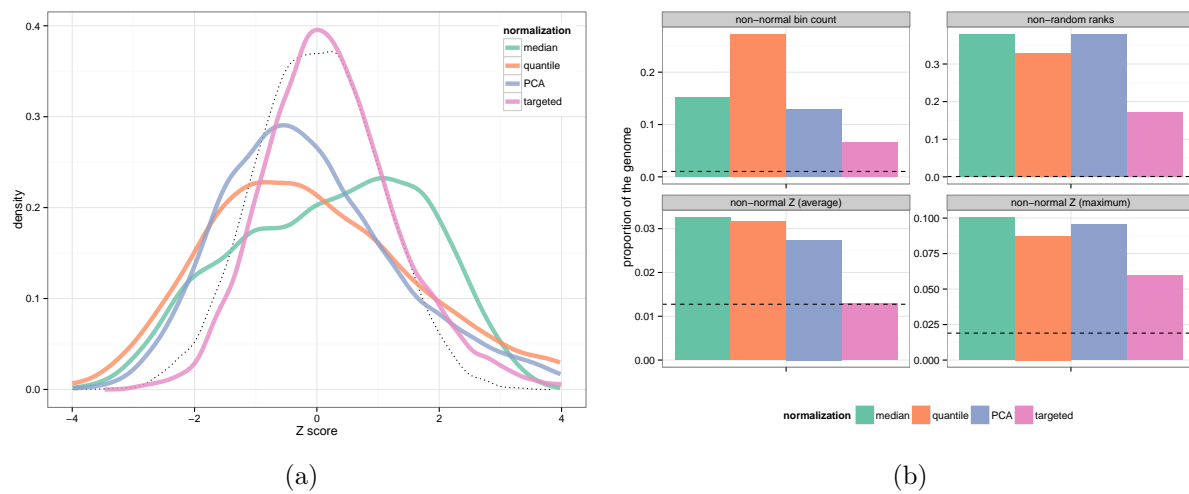 normalization
median
quantile
PCA
targeted
0.4
0.3
0.2
0.1
0.0
density
−4 −2 0 2 4
Z score
(a)
non−normal bin count non−random ranks
0.2
0.1
0.0
0.3
0.2
0.1
0.0
non−normal Z (average) non−normal Z (maximum)
0.03
0.02
0.01
0.00
0.100
0.075
0.050
0.025
0.000
proportion of the genome
normalization median quantile PCA targeted
(b)